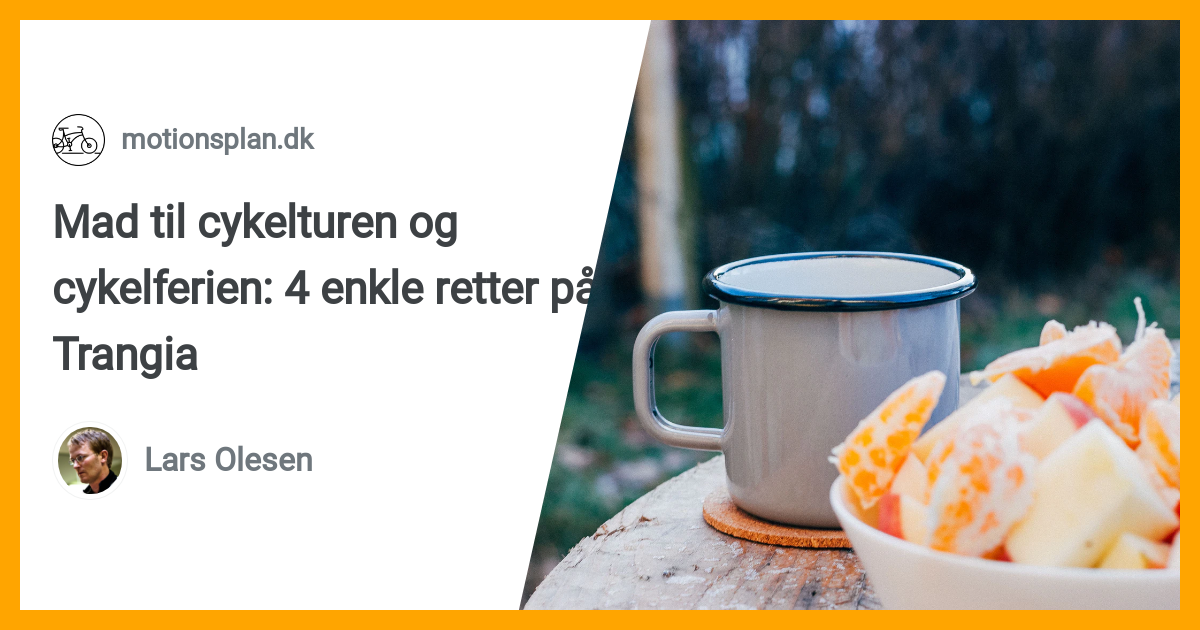 motionsplan.dk
Mad til cykelturen og
cykelferien: 4 enkle retter på
Trangia
Lars Olesen